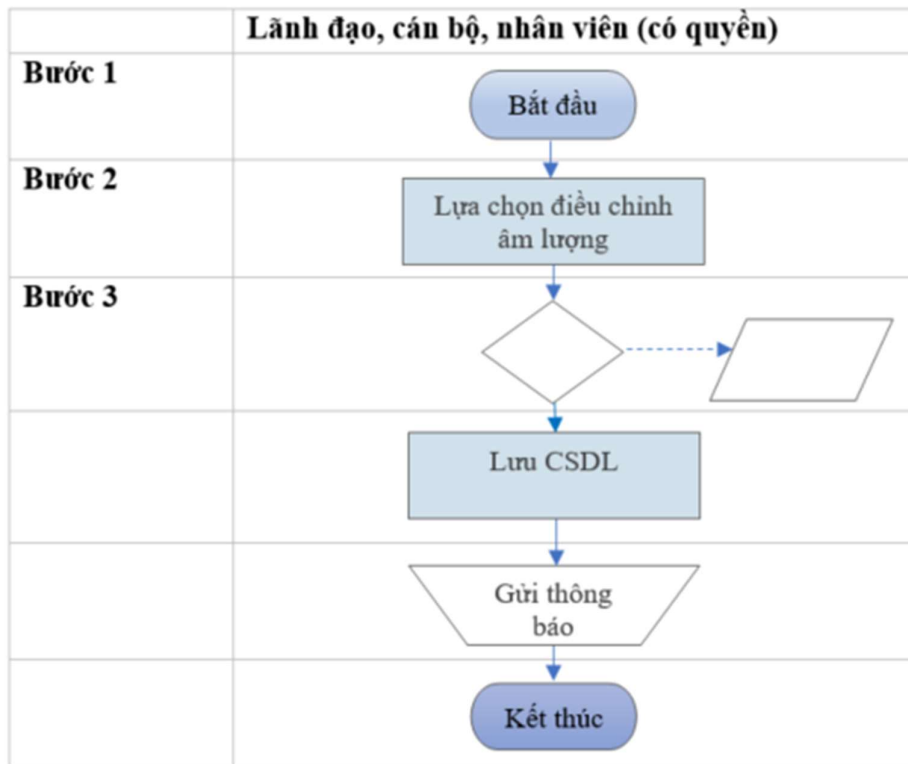 Lãnh đạo, cán bộ, nhân viên (có quyền)
Bước 1
Bắt đầu
Bước 2
Lựa chọn điều chỉnh
âm lượng
Bước 3
Lưu CSDL
Gửi thông
báo
Kết thúc